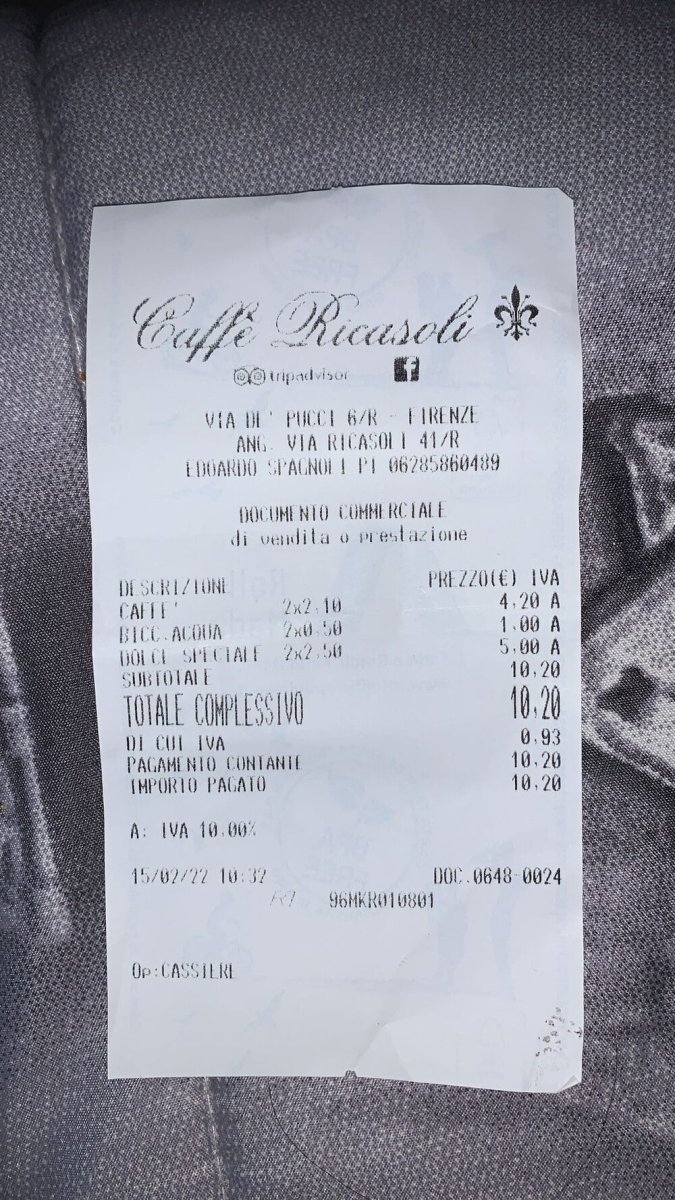 Caffè Ricasoli
tripadvisor f
VIA DE' PUCCI 6/R - FIRENZE
ANG. VIA RICASOLI 41/R
EDOARDO SPAGNOLI PI 06285860489
DOCUMENTO COMMERCIALE
di vendita o prestazione
DESCRIZIONE PREZZO(€) IVA
CAFFE' 2x2,10 4,20 A
BICC.ACQUA 2x0,50 1,00 A
DOLCI SPECIALE 2x2,50 5,00 A
SUBTOTALE 10,20
TOTALE COMPLESSIVO 10,20
DI CUI IVA 0,93
PAGAMENTO CONTANTE 10,20
IMPORTO PAGATO 10,20
A: IVA 10,00%
15/02/22 10:32 DOC.0648-0024
96MKR010801
Op:CASSIERE